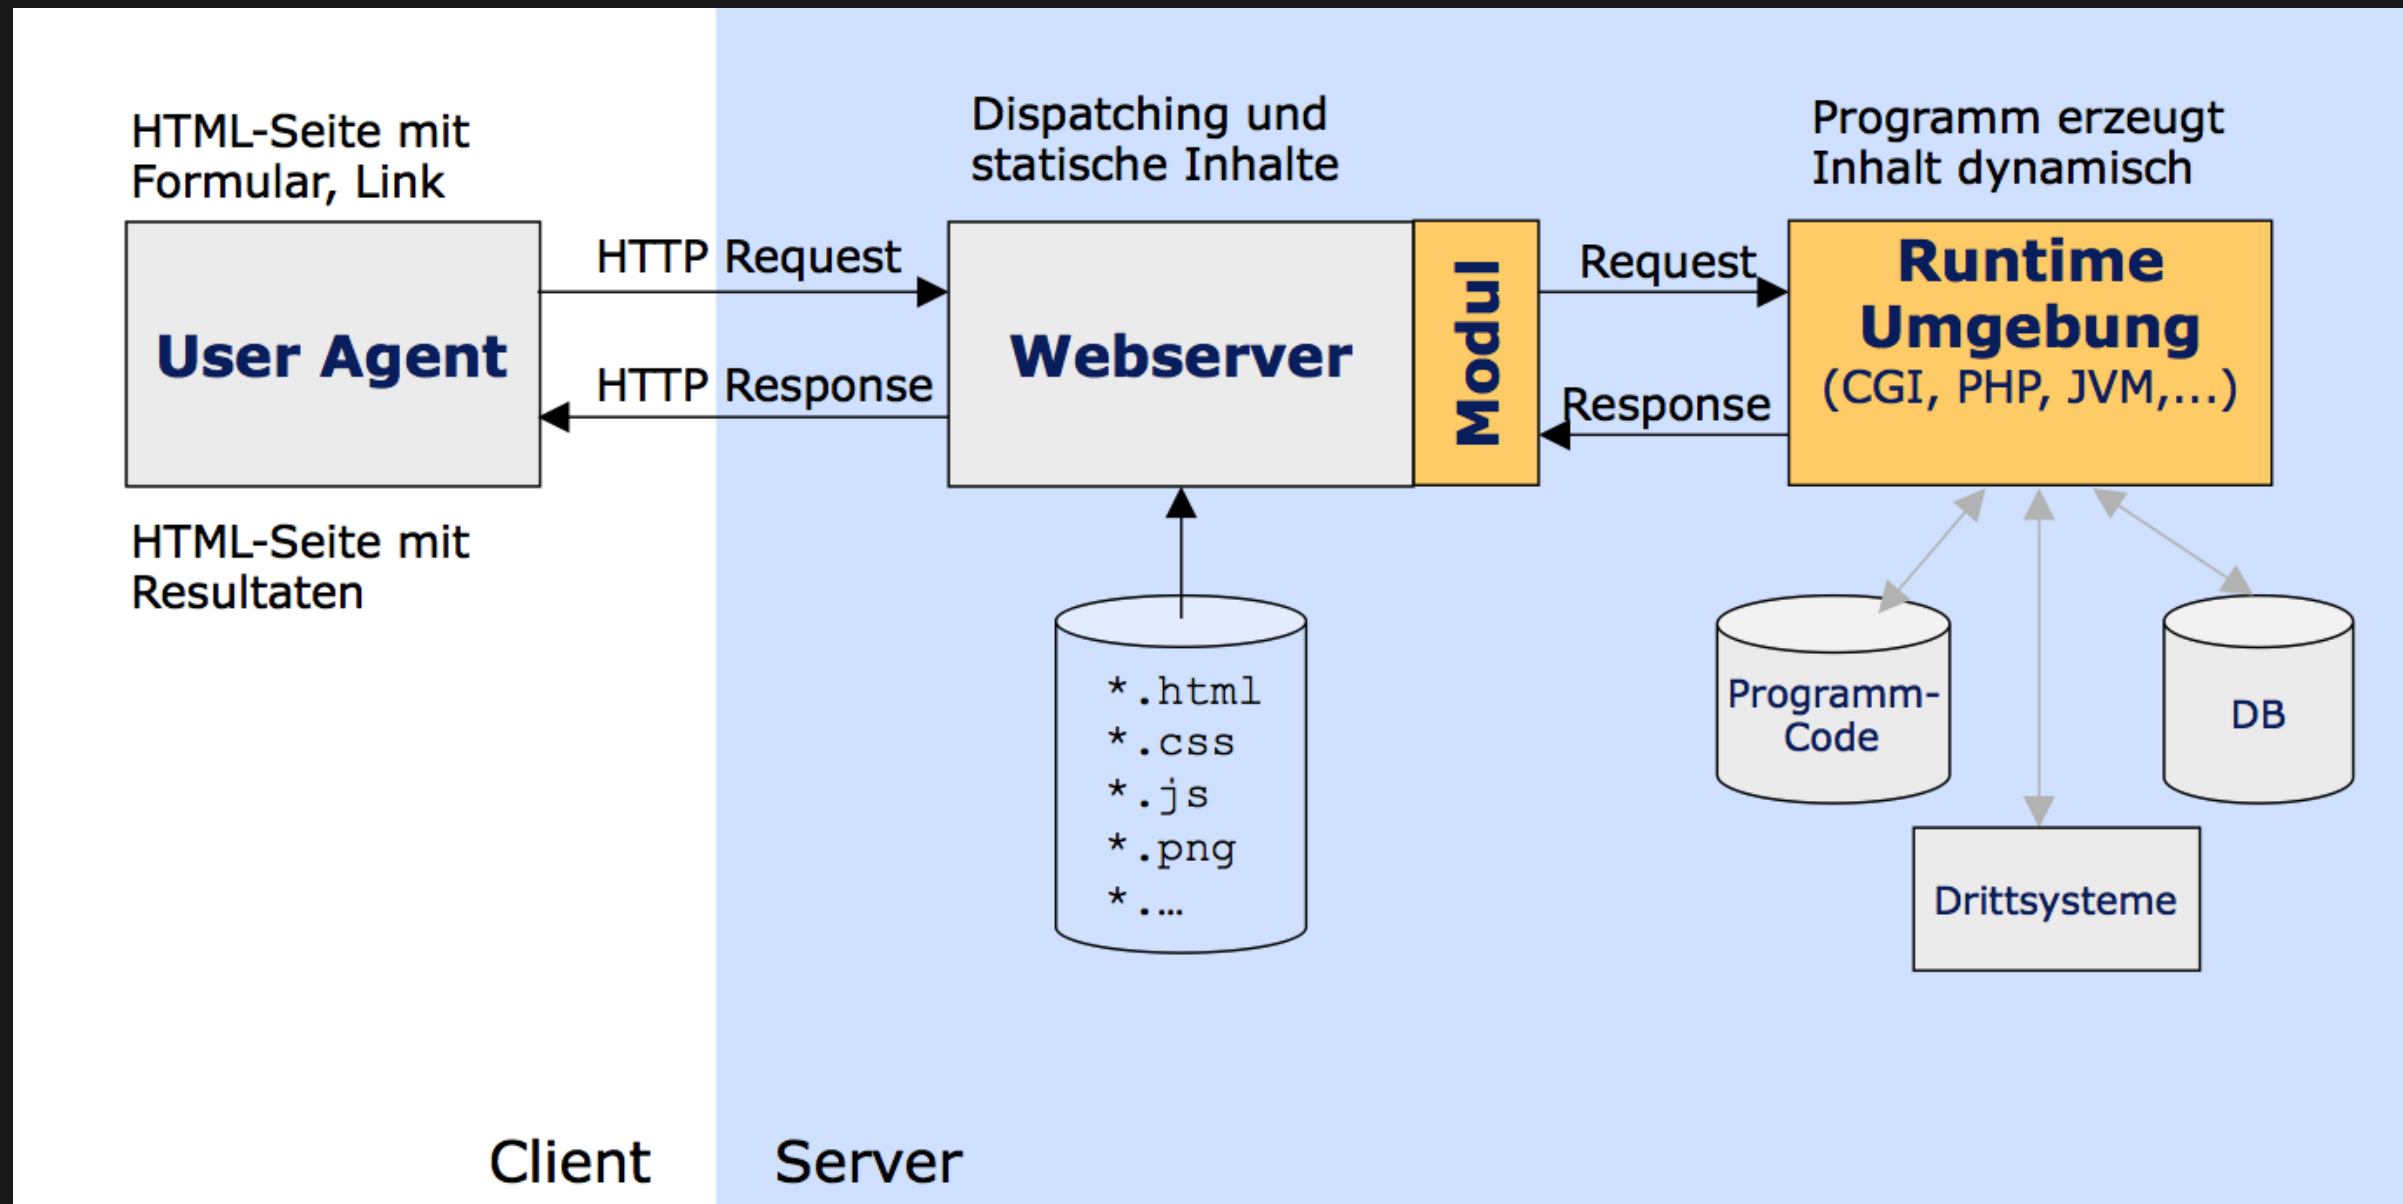 HTML-Seite mit
Formular, Link
Dispatching und
statische Inhalte
Programm erzeugt
Inhalt dynamisch
User Agent
HTTP Request
HTTP Response
Webserver
Modul
Request
Response
Runtime
Umgebung
(CGI, PHP, JVM,...)
HTML-Seite mit
Resultaten
*.html
*.css
*.js
*.png
*.…
Programm-
Code
DB
Drittsysteme
Client
Server